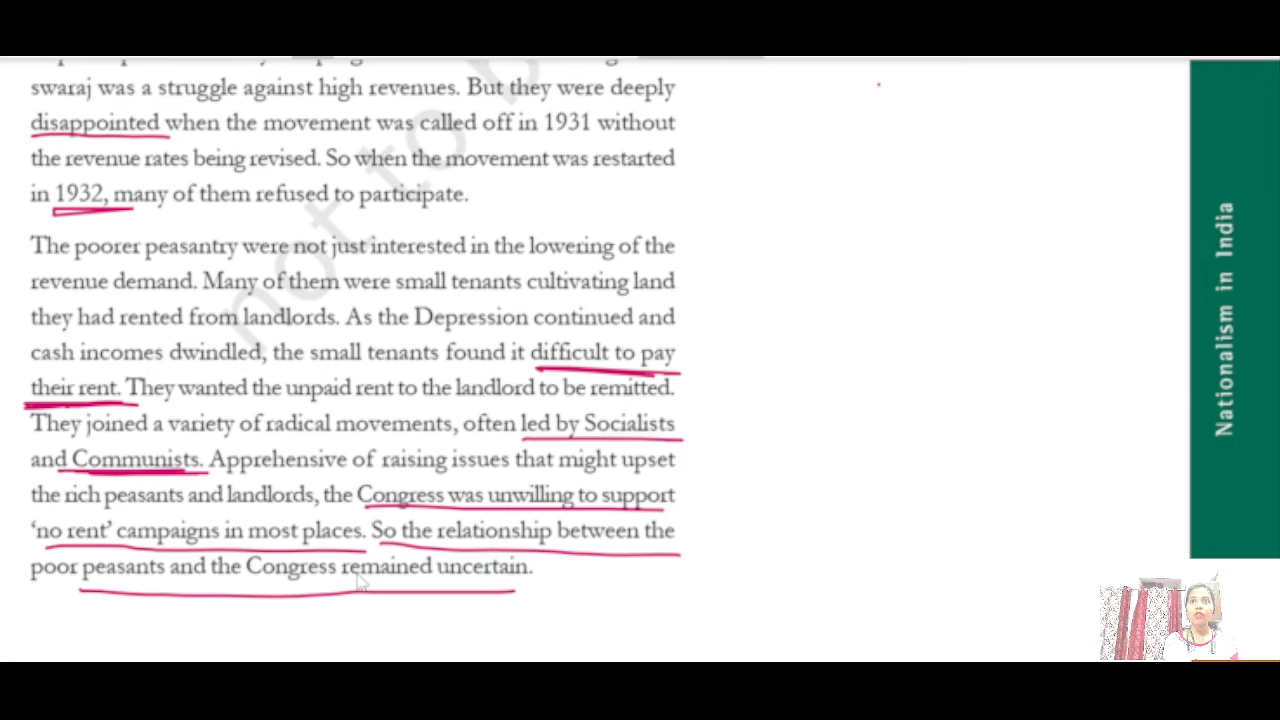 swaraj was a struggle against high revenues. But they were deeply
disappointed when the movement was called off in 1931 without
the revenue rates being revised. So when the movement was restarted
in 1932, many of them refused to participate.
The poorer peasantry were not just interested in the lowering of the
revenue demand. Many of them were small tenants cultivating land
they had rented from landlords. As the Depression continued and
cash incomes dwindled, the small tenants found it difficult to pay
their rent. They wanted the unpaid rent to the landlord to be remitted.
They joined a variety of radical movements, often led by Socialists
and Communists. Apprehensive of raising issues that might upset
the rich peasants and landlords, the Congress was unwilling to support
‘no rent’ campaigns in most places. So the relationship between the
poor peasants and the Congress remained uncertain.
Nationalism in India
not to b